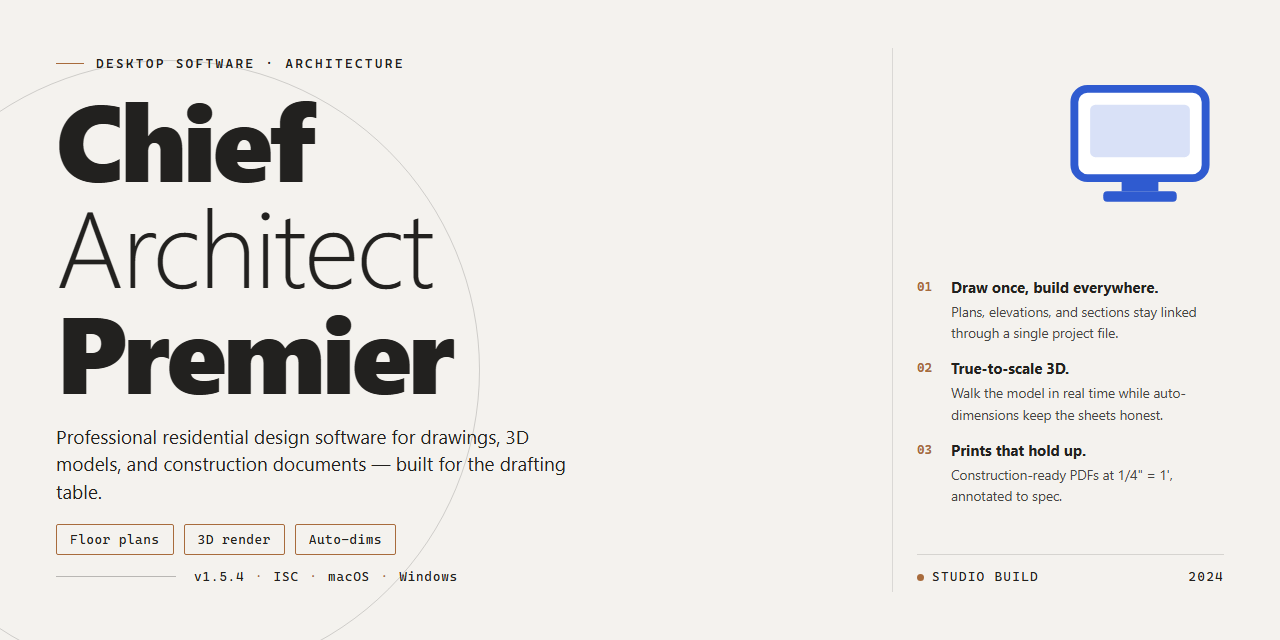 DESKTOP SOFTWARE · ARCHITECTURE
Chief
Architect
Premier
Professional residential design software for drawings, 3D
models, and construction documents — built for the drafting
table.
Floor plans
3D render
Auto-dims
v1.5.4 · ISC · macOS · Windows
01 Draw once, build everywhere.
Plans, elevations, and sections stay linked
through a single project file.
02 True-to-scale 3D.
Walk the model in real time while auto-
dimensions keep the sheets honest.
03 Prints that hold up.
Construction-ready PDFs at 1/4" = 1',
annotated to spec.
STUDIO BUILD 2024